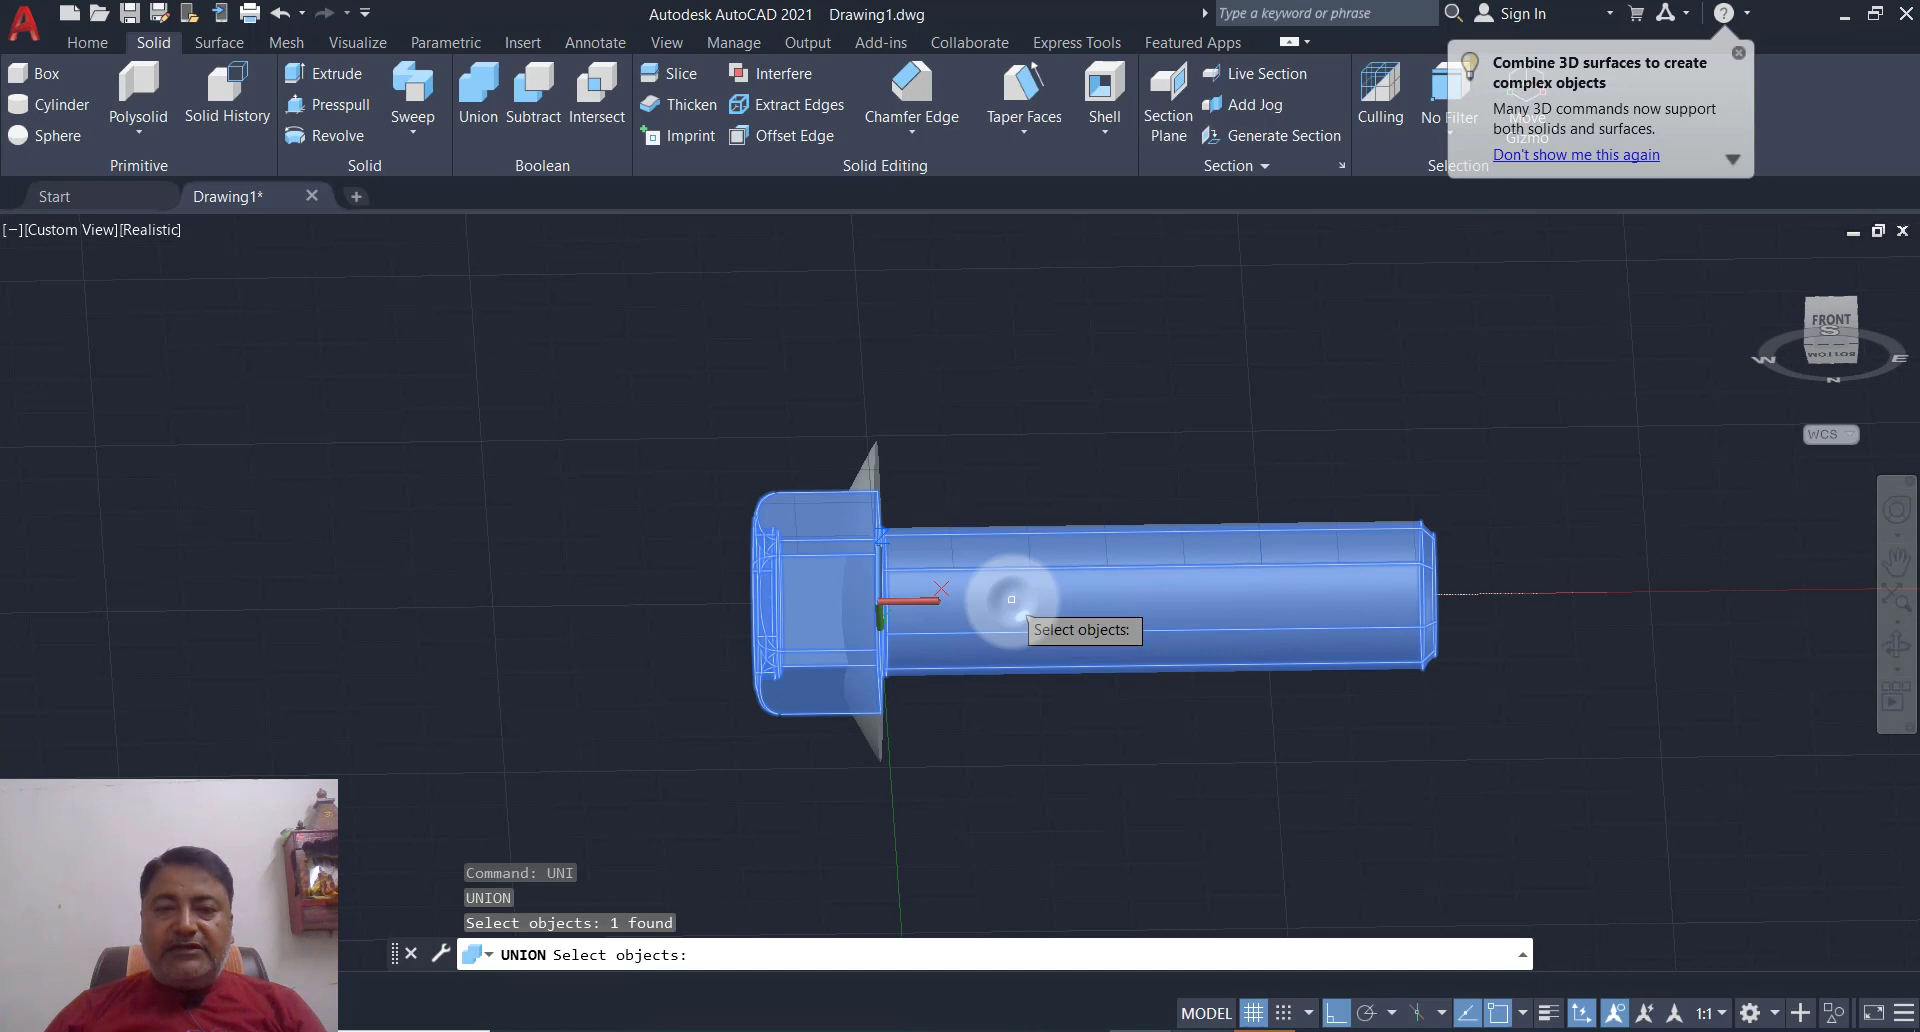 Autodesk AutoCAD 2021 Drawing1.dwg
Type a keyword or phrase
Sign In
Home Solid Surface Mesh Visualize Parametric Insert Annotate View Manage Output Add-ins Collaborate Express Tools Featured Apps
Box
Cylinder
Sphere
Polysolid
Solid History
Primitive
Extrude
Presspull
Revolve
Sweep
Solid
Union
Subtract
Intersect
Boolean
Slice
Thicken
Imprint
Interfere
Extract Edges
Offset Edge
Chamfer Edge
Taper Faces
Shell
Solid Editing
Section
Plane
Live Section
Add Jog
Generate Section
Section
Culling
No Filter
Move
Gizmo
Selection
Combine 3D surfaces to create
complex objects
Many 3D commands now support
both solids and surfaces.
Don't show me this again
Start
Drawing1*
[−][Custom View][Realistic]
FRONT
S
BOTTOM
W
E
N
WCS
Select objects:
Command: UNI
UNION
Select objects: 1 found
UNION Select objects:
MODEL
1:1